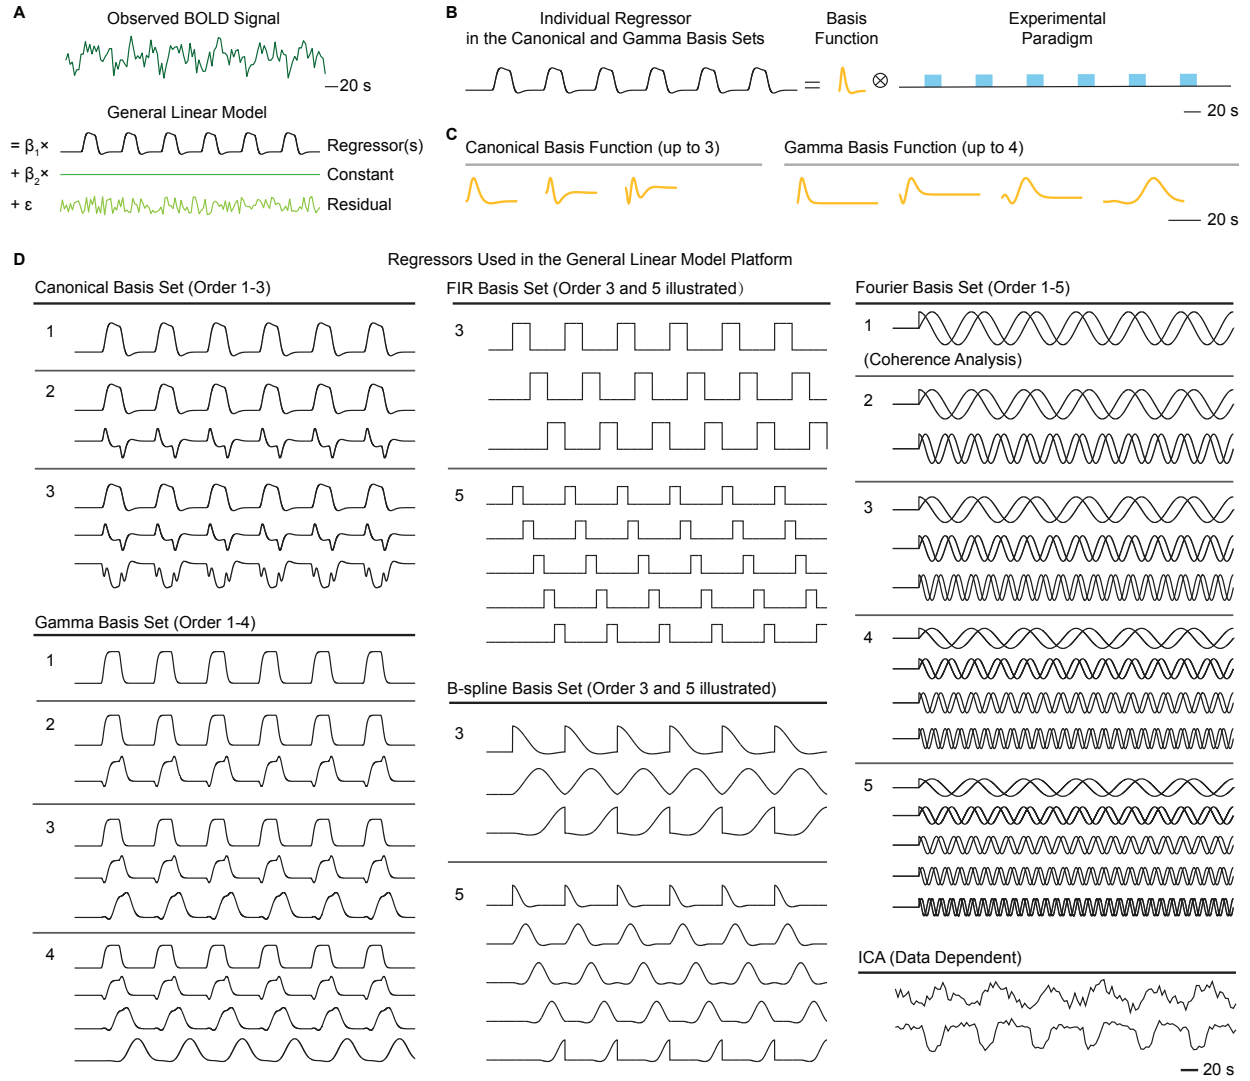 A
Observed BOLD Signal
20 s
General Linear Model
= β1× Regressor(s)
+ β2× Constant
+ ε Residual
B
Individual Regressor
in the Canonical and Gamma Basis Sets
Basis
Function
Experimental
Paradigm
= ⊗
20 s
C
Canonical Basis Function (up to 3)
Gamma Basis Function (up to 4)
20 s
D
Regressors Used in the General Linear Model Platform
Canonical Basis Set (Order 1-3)
1
2
3
Gamma Basis Set (Order 1-4)
1
2
3
4
FIR Basis Set (Order 3 and 5 illustrated)
3
5
B-spline Basis Set (Order 3 and 5 illustrated)
3
5
Fourier Basis Set (Order 1-5)
1
(Coherence Analysis)
2
3
4
5
ICA (Data Dependent)
20 s